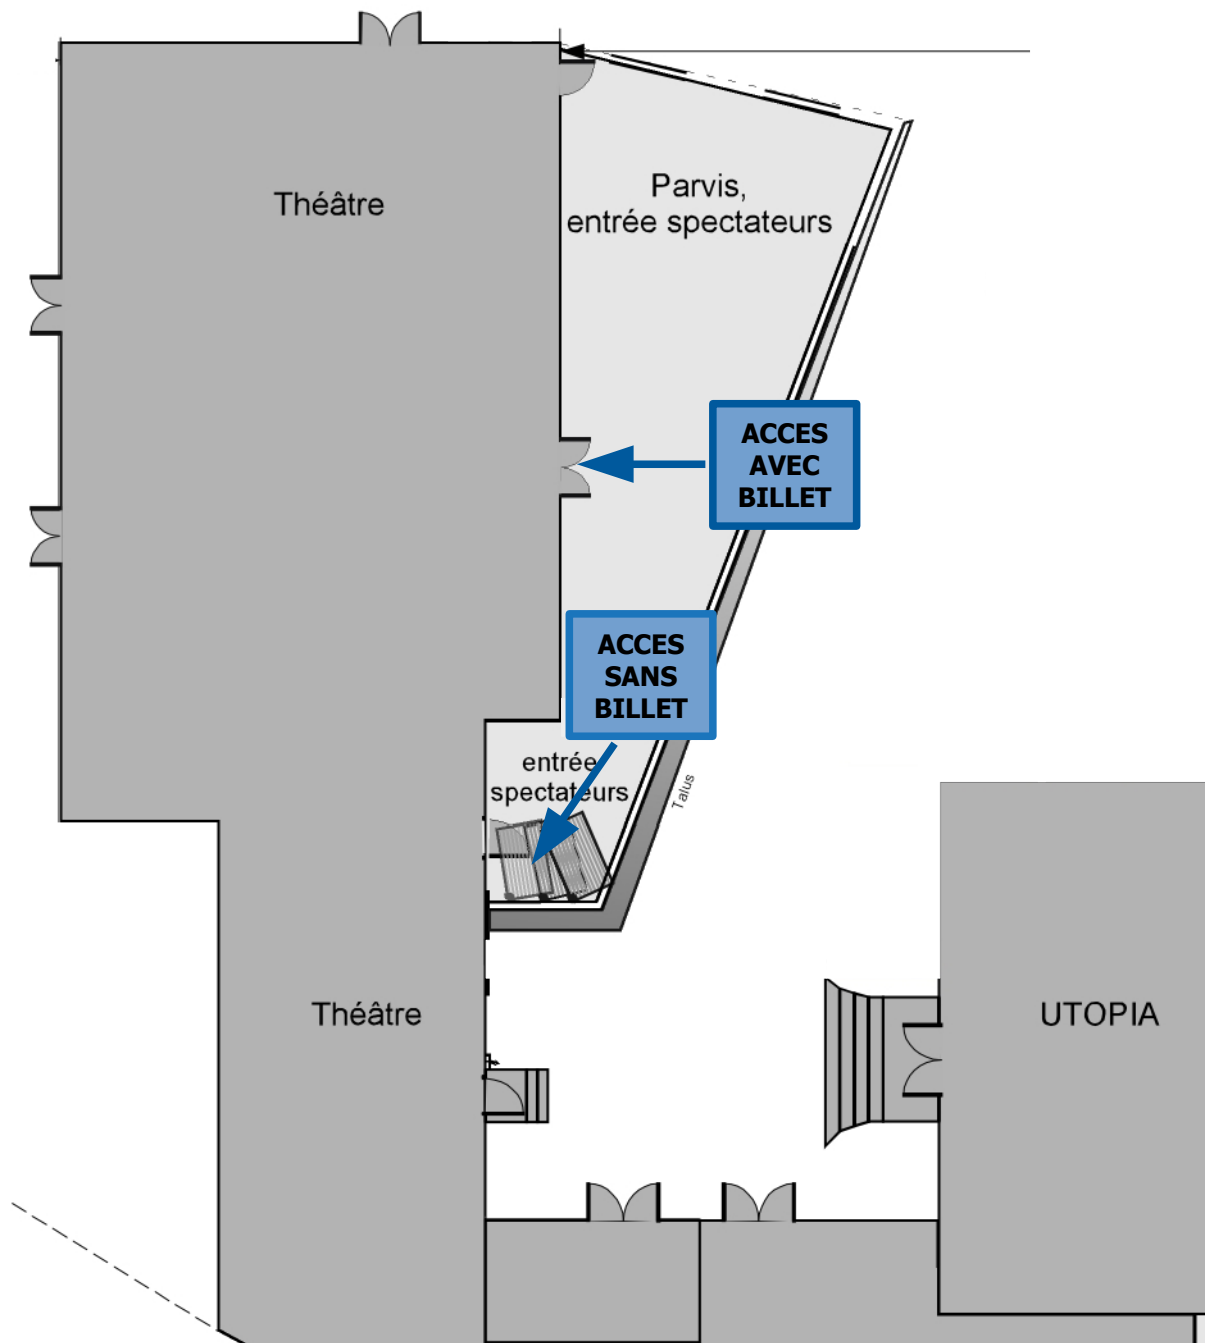 Théâtre
Parvis,
entrée spectateurs
ACCES
AVEC
BILLET
ACCES
SANS
BILLET
entrée
spectateurs
Talus
Théâtre
UTOPIA